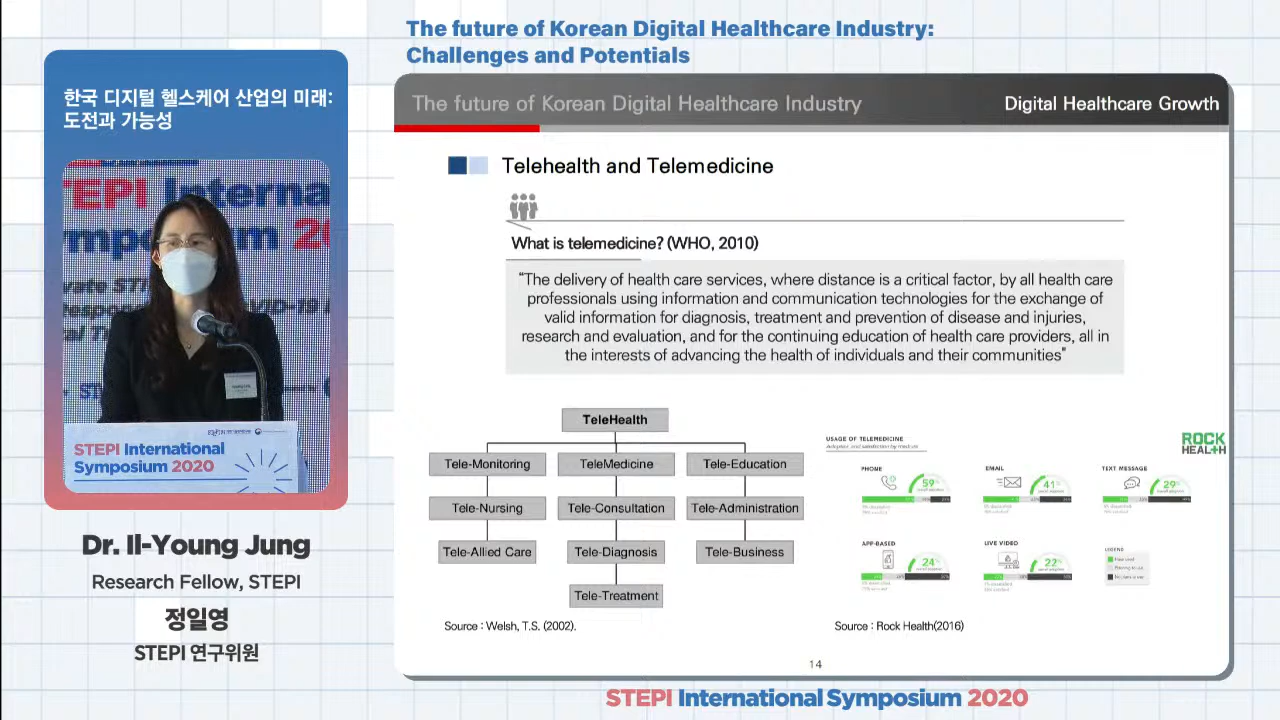 The future of Korean Digital Healthcare Industry:
Challenges and Potentials
한국 디지털 헬스케어 산업의 미래:
도전과 가능성
STEPI Interna
mposium 2
STEPI International
Symposium 2020
Dr. Il-Young Jung
Research Fellow, STEPI
정일영
STEPI 연구위원
The future of Korean Digital Healthcare Industry
Digital Healthcare Growth
Telehealth and Telemedicine
What is telemedicine? (WHO, 2010)
“The delivery of health care services, where distance is a critical factor, by all health care
professionals using information and communication technologies for the exchange of
valid information for diagnosis, treatment and prevention of disease and injuries,
research and evaluation, and for the continuing education of health care providers, all in
the interests of advancing the health of individuals and their communities”
TeleHealth
Tele-Monitoring
TeleMedicine
Tele-Education
Tele-Nursing
Tele-Consultation
Tele-Administration
Tele-Allied Care
Tele-Diagnosis
Tele-Business
Tele-Treatment
Source : Welsh, T.S. (2002).
USAGE OF TELEMEDICINE
Adoption and satisfaction by medium
ROCK
HEALTH
PHONE
59%
EMAIL
41%
TEXT MESSAGE
29%
APP-BASED
24%
LIVE VIDEO
22%
LEGEND
Source : Rock Health(2016)
14
STEPI International Symposium 2020